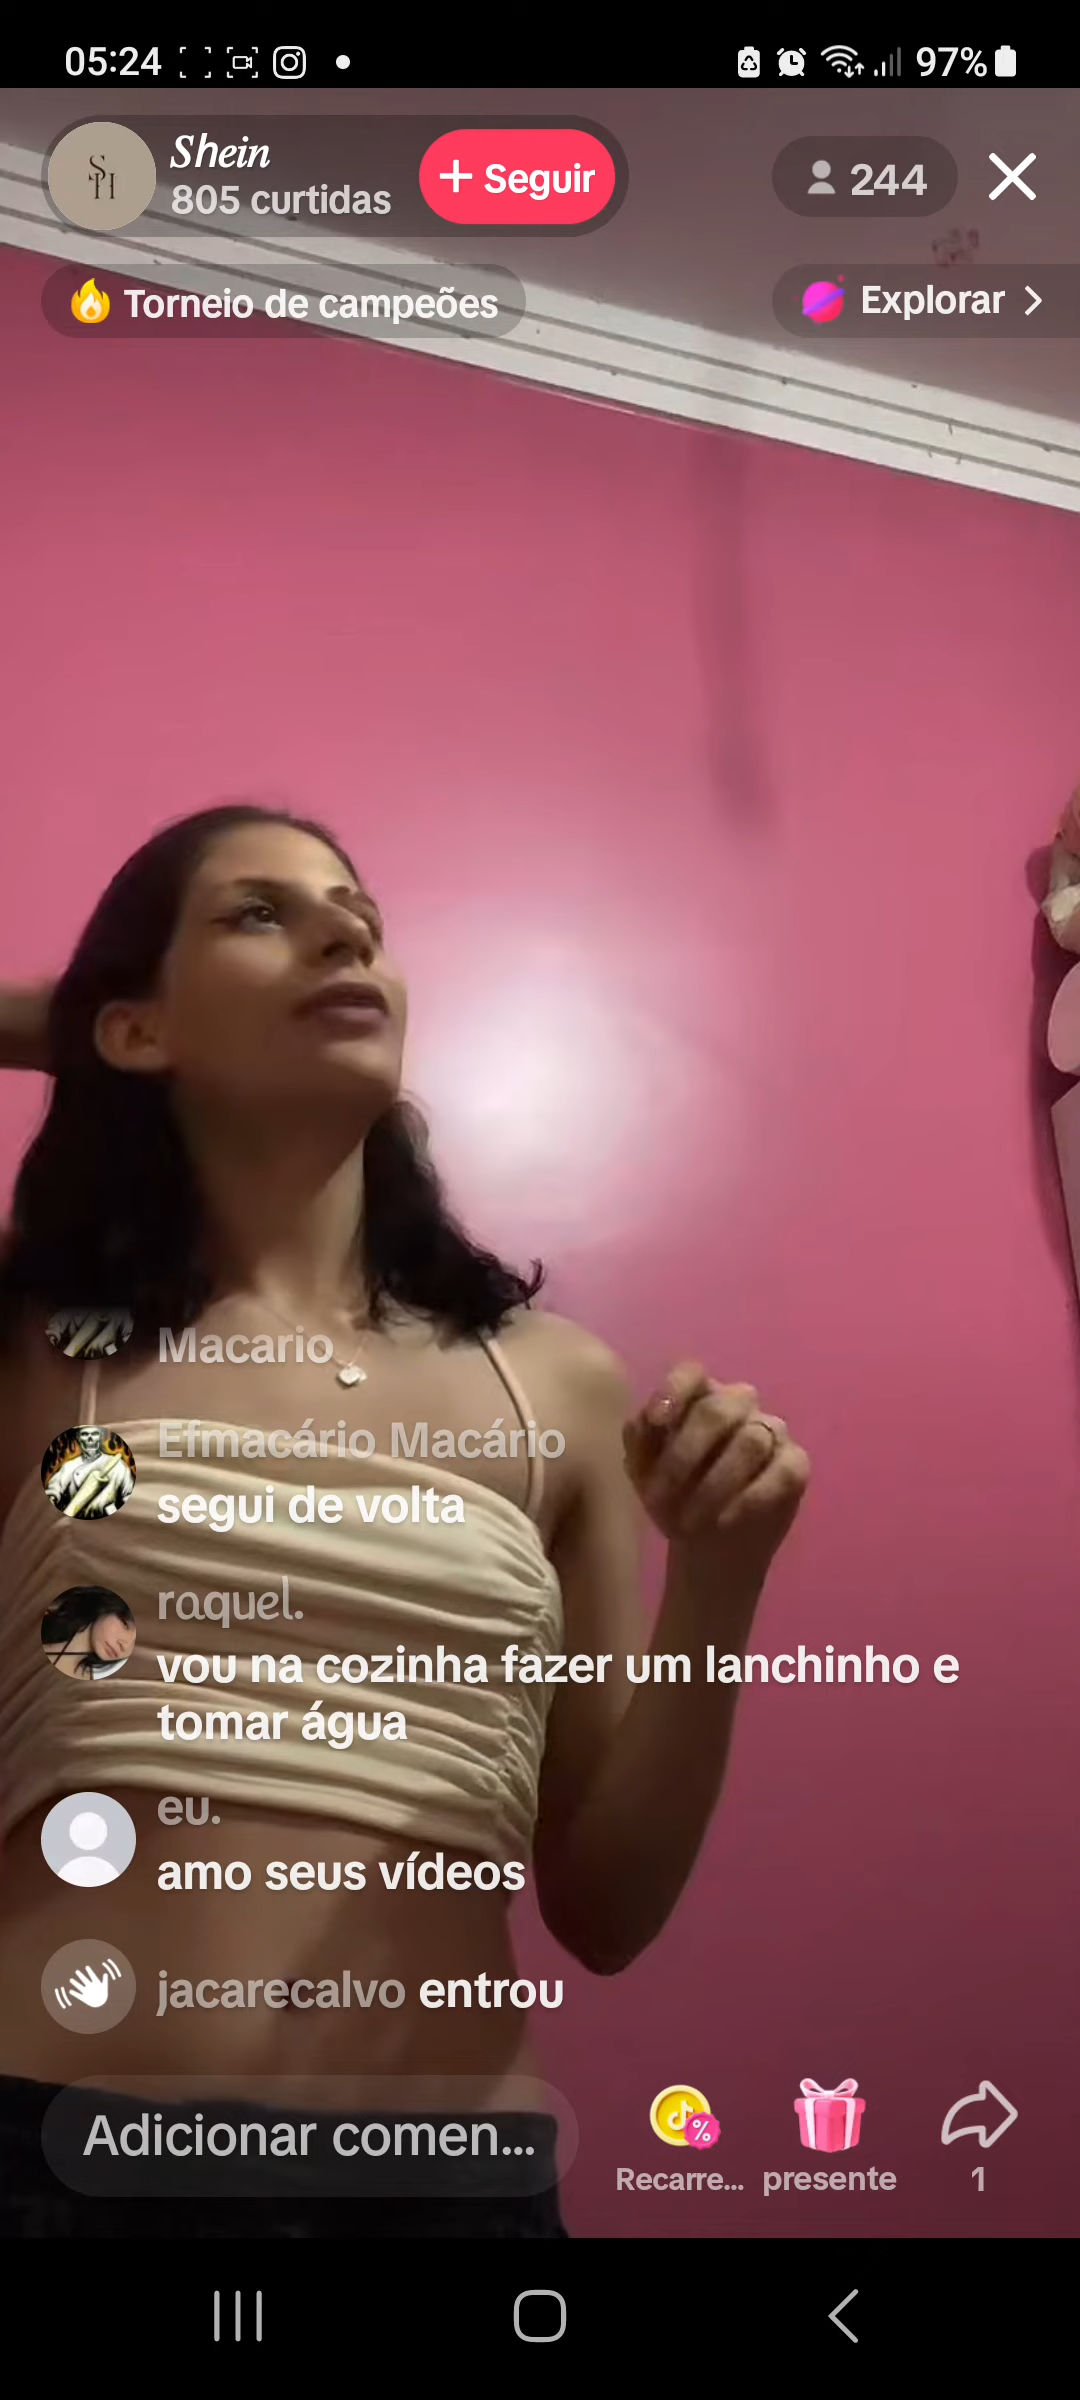 05:24
97%
SH
Shein
805 curtidas
+ Seguir
244
Torneio de campeões
Explorar
Macario
Efmacário Macário
segui de volta
raquel.
vou na cozinha fazer um lanchinho e
tomar água
eu.
amo seus vídeos
jacarecalvo entrou
Adicionar comen...
Recarre...
presente
1